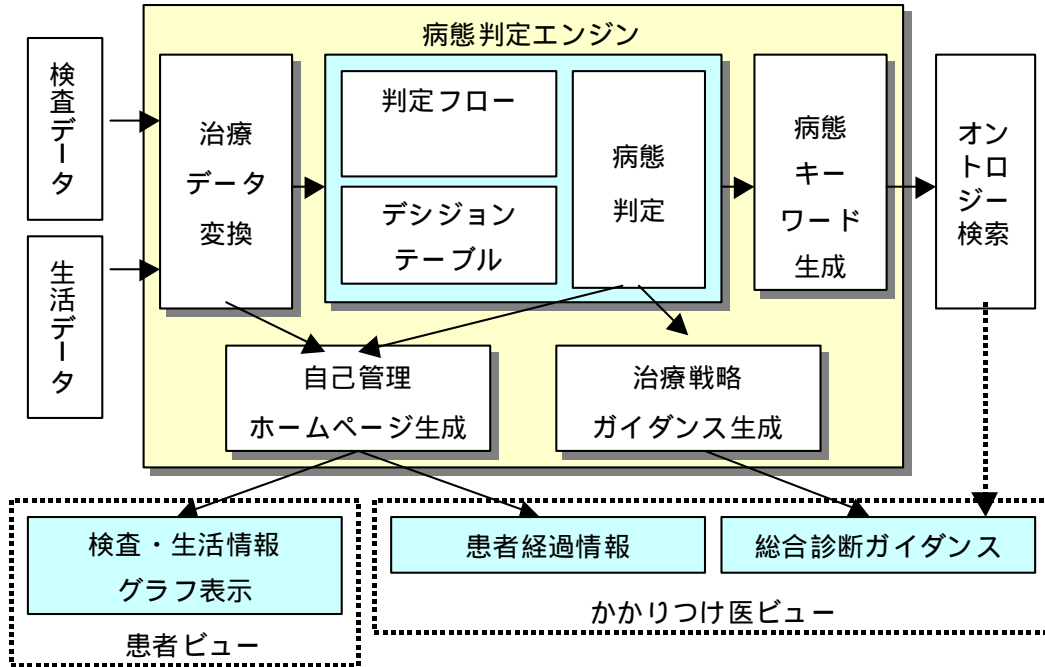 病態判定エンジン
検査データ
生活データ
治療
データ
変換
判定フロー
デシジョン
テーブル
病態
判定
病態
キー
ワード
生成
オン
トロ
ジー
検索
自己管理
ホームページ生成
治療戦略
ガイダンス生成
検査・生活情報
グラフ表示
患者ビュー
患者経過情報
総合診断ガイダンス
かかりつけ医ビュー